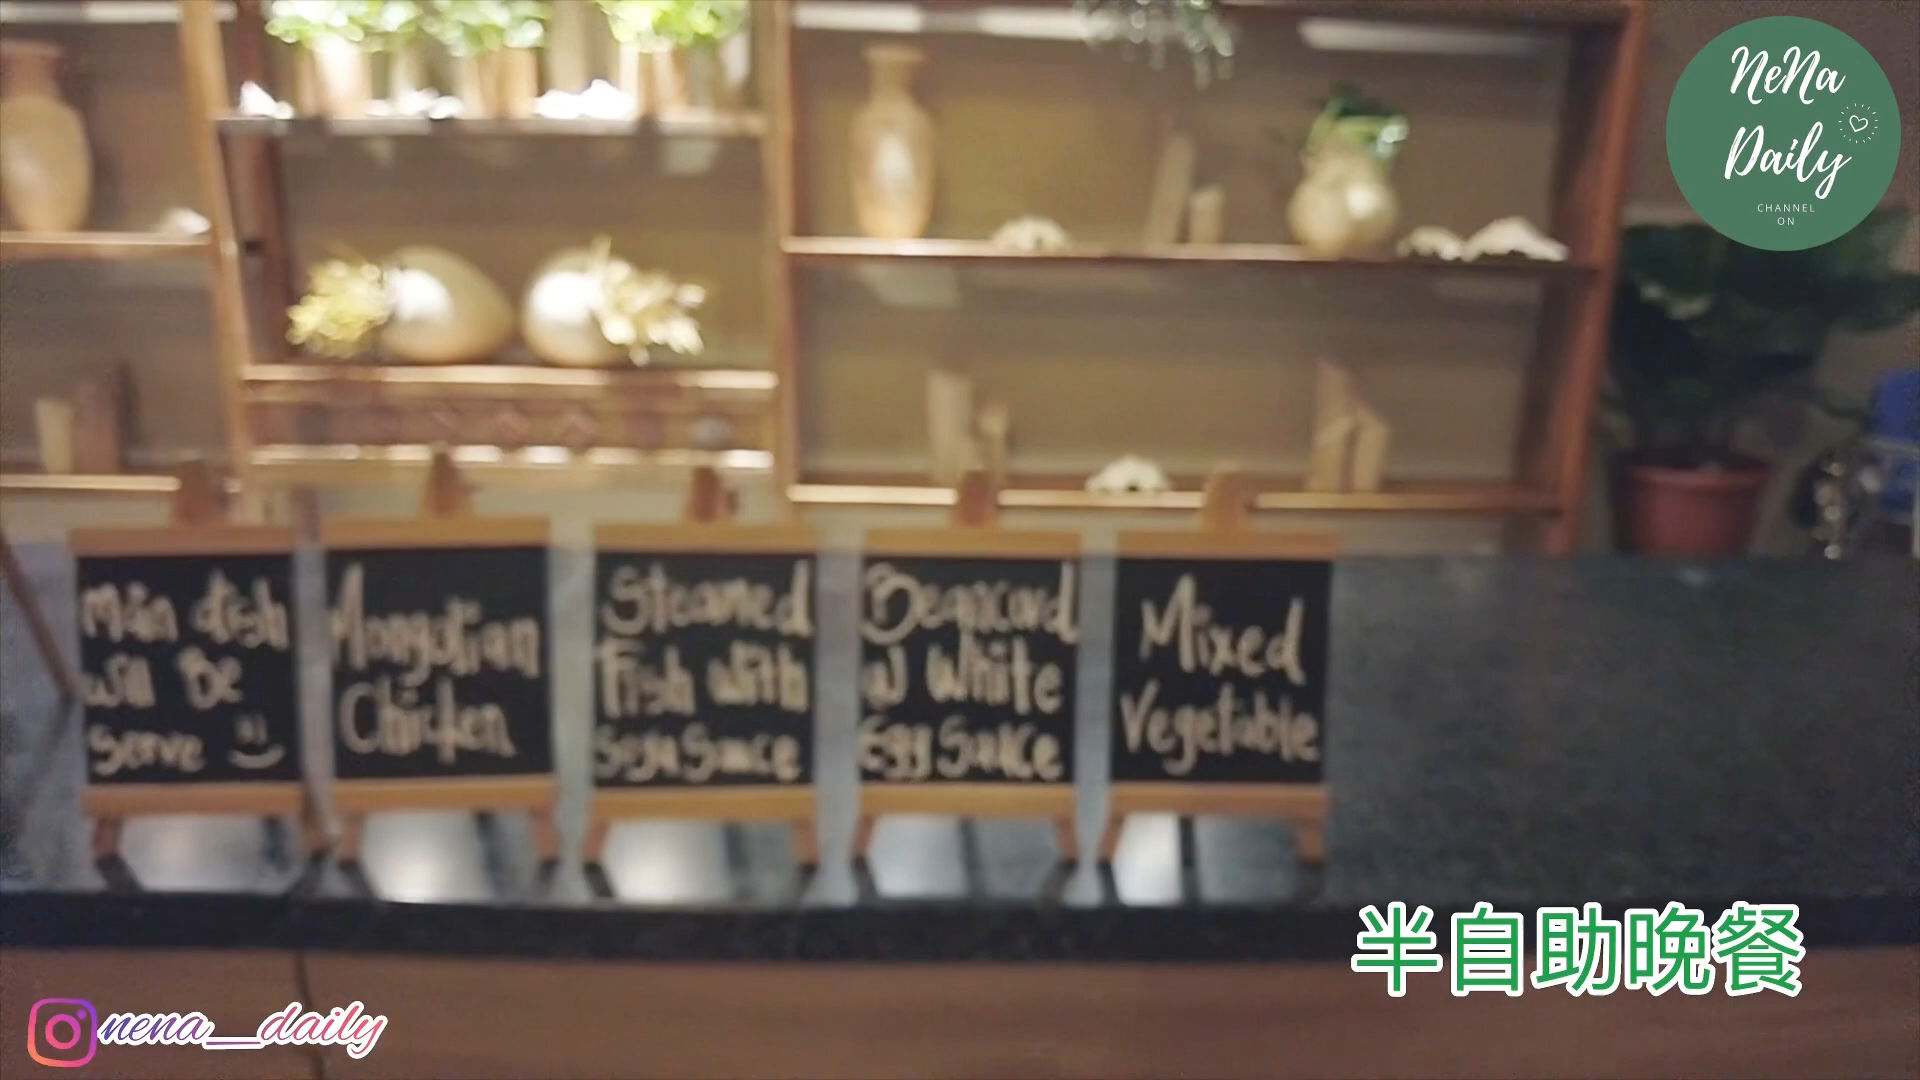 NeNa
Daily
CHANNEL
ON
Main dish
will Be
Serve
Mongolian
Chicken
Steamed
Fish with
Soya Sauce
Beancurd
w/ White
Egg Sauce
Mixed
Vegetable
半自助晚餐
nena__daily